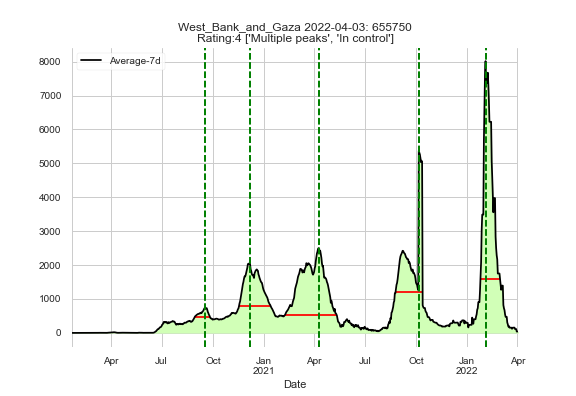 West_Bank_and_Gaza 2022-04-03: 655750
Rating:4 ['Multiple peaks', 'In control']
Average-7d
8000
7000
6000
5000
4000
3000
2000
1000
0
Apr Jul Oct Jan Apr Jul Oct Jan Apr
2021 2022
Date